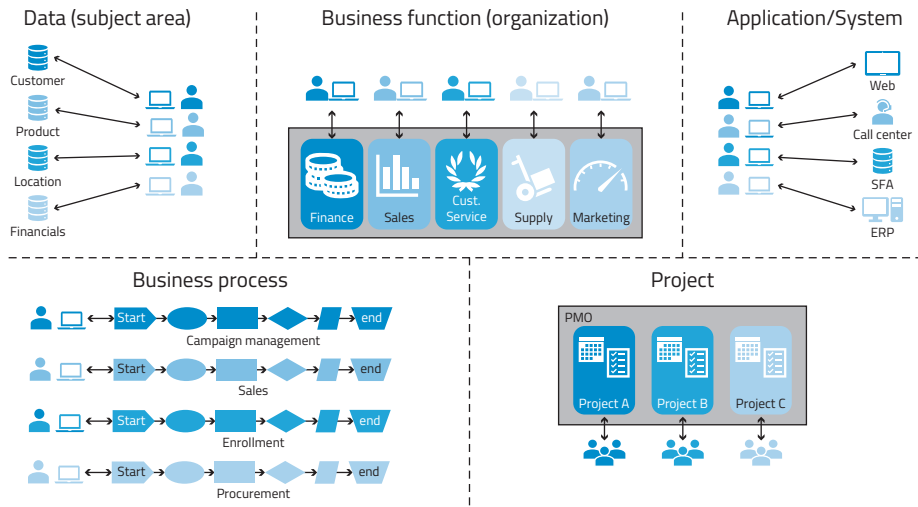 Data (subject area)
Customer
Product
Location
Financials
Business function (organization)
Finance
Sales
Cust.
Service
Supply
Marketing
Application/System
Web
Call center
SFA
ERP
Business process
Start
end
Campaign management
Start
end
Sales
Start
end
Enrollment
Start
end
Procurement
Project
PMO
Project A
Project B
Project C